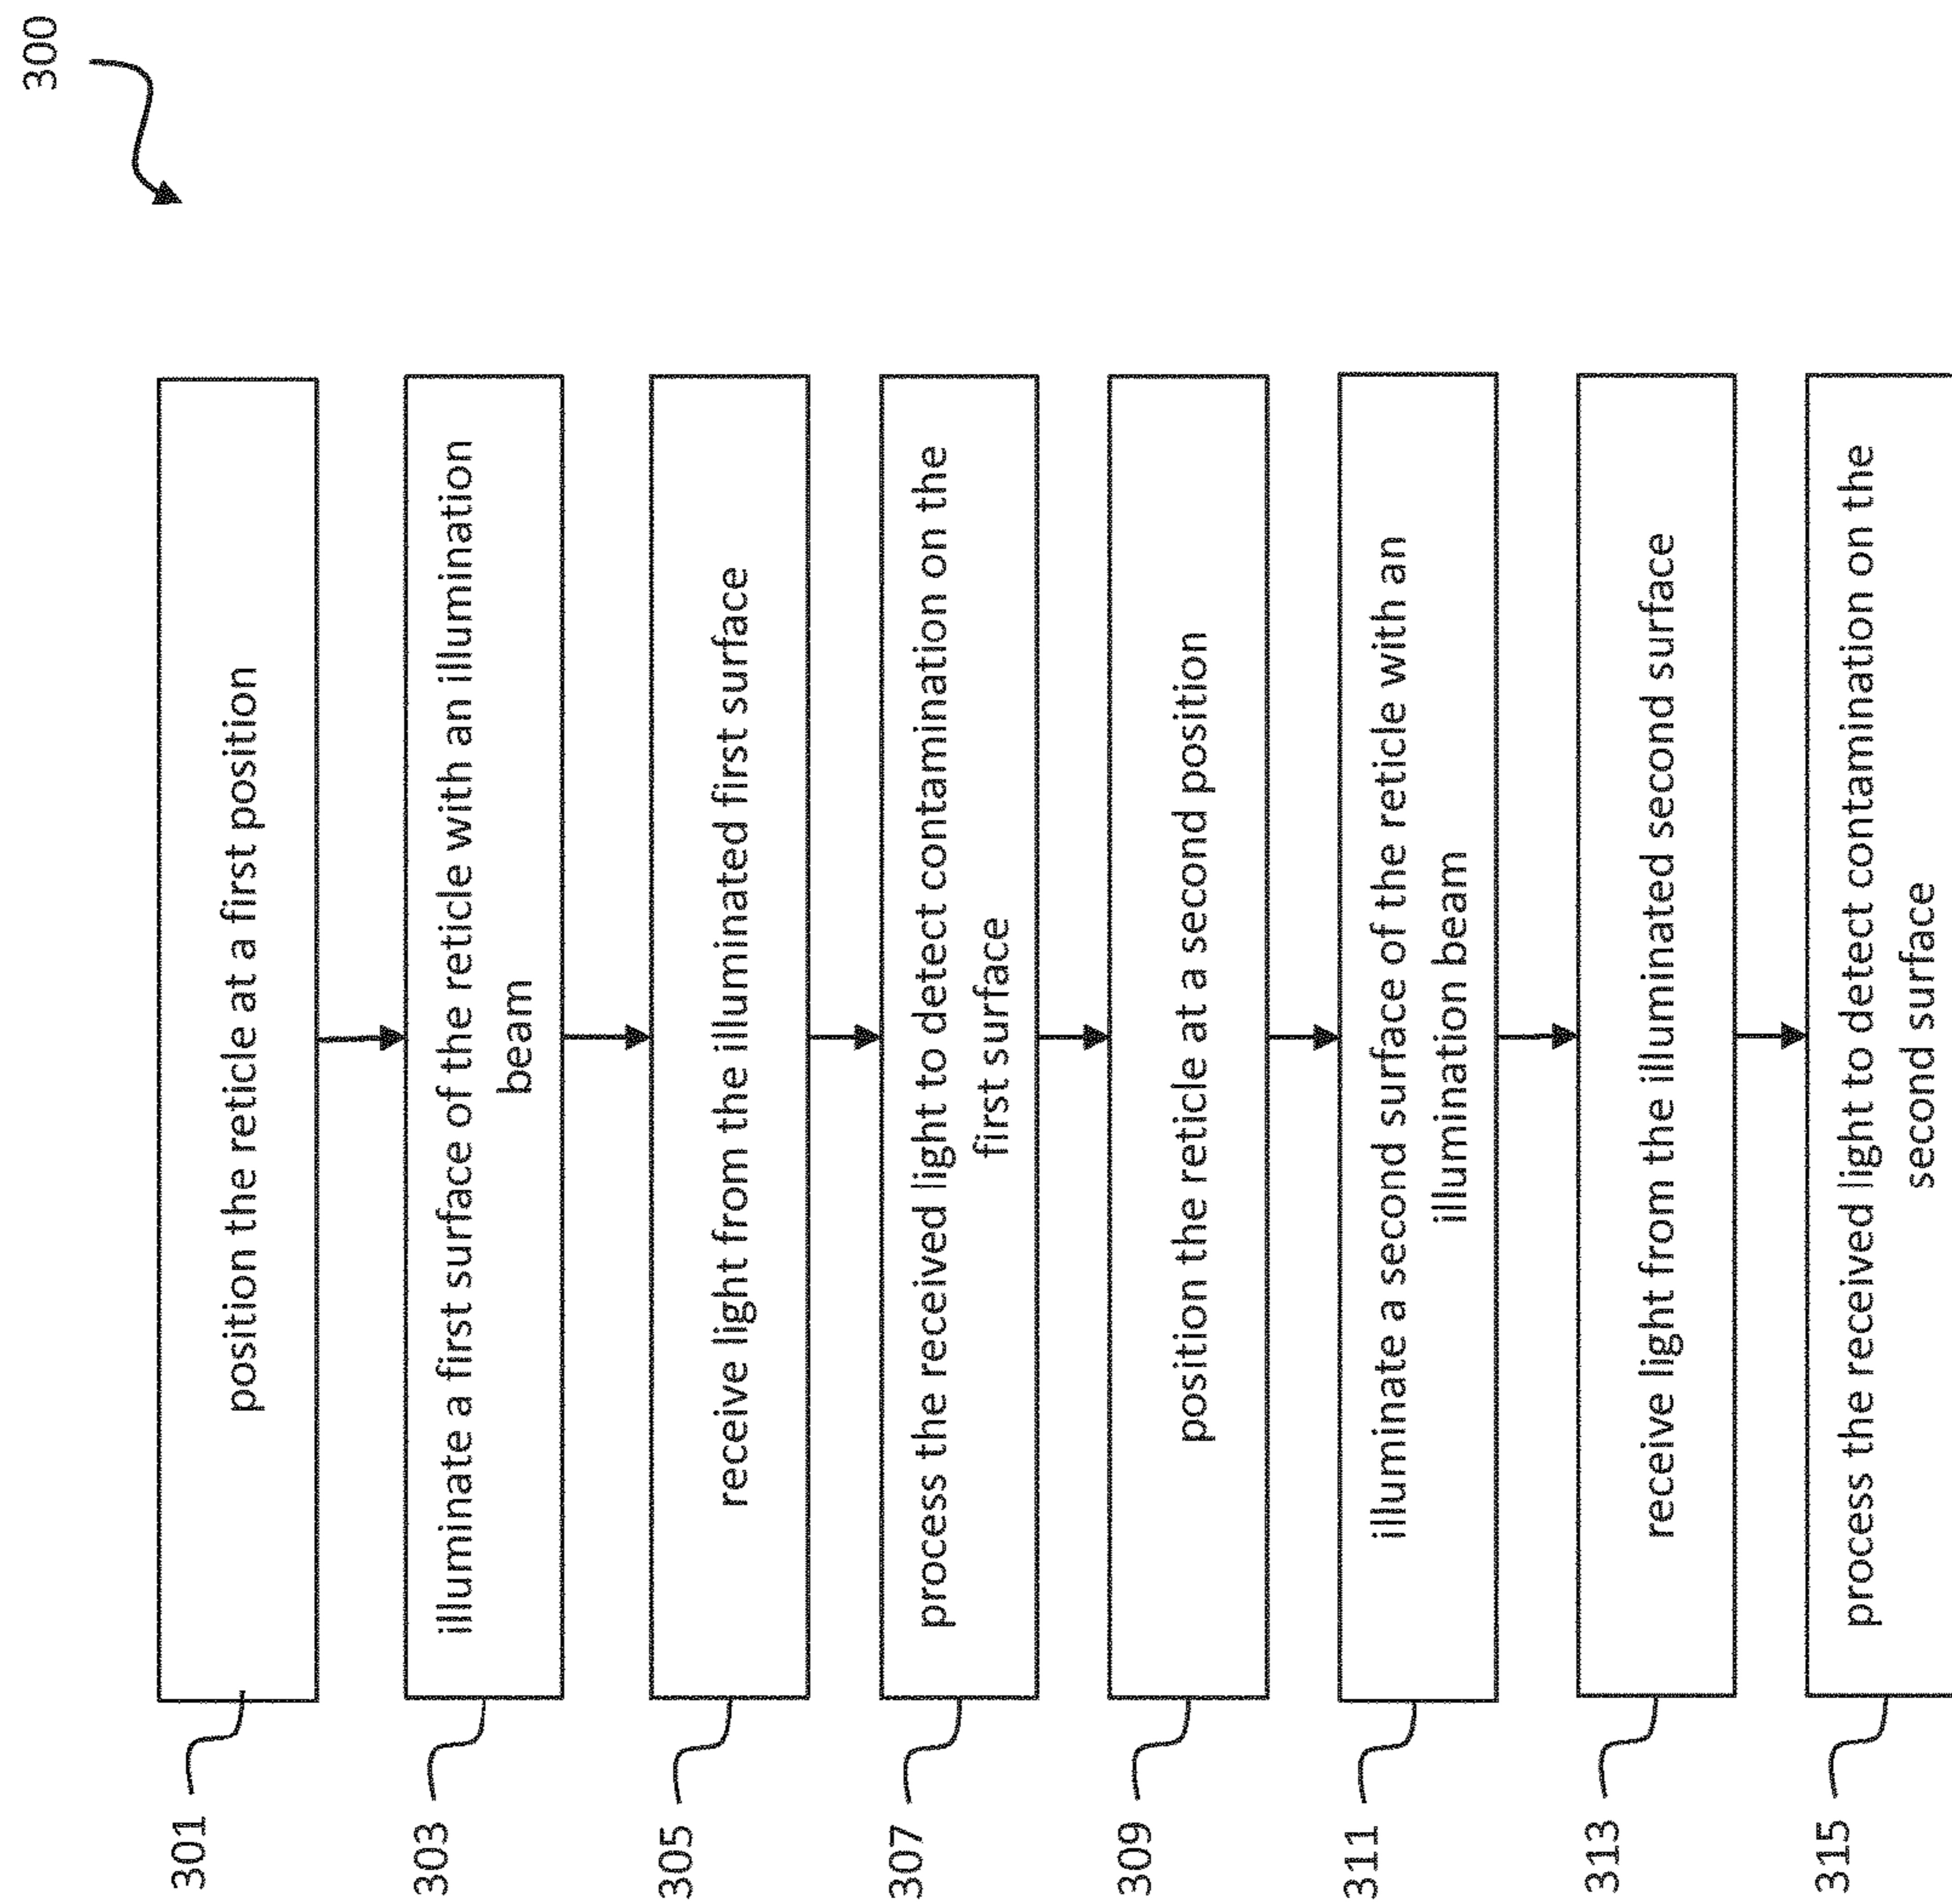 300
301
position the reticle at a first position
303
illuminate a first surface of the reticle with an illumination
beam
305
receive light from the illuminated first surface
307
process the received light to detect contamination on the
first surface
309
position the reticle at a second position
311
illuminate a second surface of the reticle with an
illumination beam
313
receive light from the illuminated second surface
315
process the received light to detect contamination on the
second surface